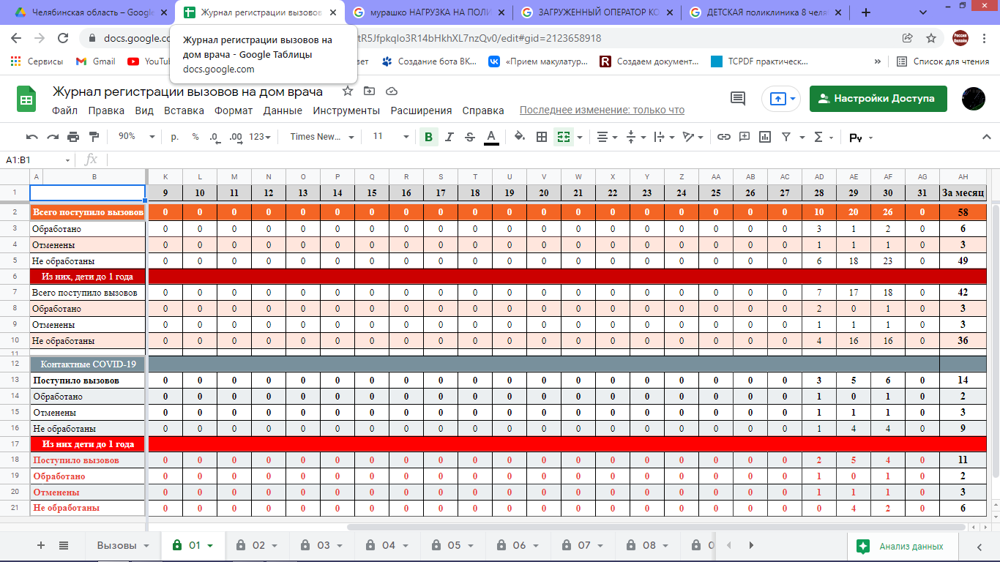 Челябинская область – Google
Журнал регистрации вызовов
мурашко НАГРУЗКА НА ПОЛИ
ЗАГРУЖЕННЫЙ ОПЕРАТОР КО
ДЕТСКАЯ поликлиника 8 челя
docs.google.co
tR5JfpkqIo3R14bHkhXL7nzQv0/edit#gid=2123658918
Журнал регистрации вызовов на
дом врача - Google Таблицы
docs.google.com
Сервисы Gmail YouTub вет Создание бота ВК... «Прием макулатур... Создаем документ... TCPDF практическ... » Список для чтения
Журнал регистрации вызовов на дом врача
Настройки Доступа
Файл Правка Вид Вставка Формат Данные Инструменты Расширения Справка Последнее изменение: только что
90% р. % .0 .00 123 Times New... 11 B I S A Σ Ру
A1:B1 fx
A B K L M N O P Q R S T U V W X Y Z AA AB AC AD AE AF AG AH
1 9 10 11 12 13 14 15 16 17 18 19 20 21 22 23 24 25 26 27 28 29 30 31 За месяц
2 Всего поступило вызовов 0 0 0 0 0 0 0 0 0 0 0 0 0 0 0 0 0 0 0 10 20 26 0 58
3 Обработано 0 0 0 0 0 0 0 0 0 0 0 0 0 0 0 0 0 0 0 3 1 2 0 6
4 Отменены 0 0 0 0 0 0 0 0 0 0 0 0 0 0 0 0 0 0 0 1 1 1 0 3
5 Не обработаны 0 0 0 0 0 0 0 0 0 0 0 0 0 0 0 0 0 0 0 6 18 23 0 49
6 Из них, дети до 1 года
7 Всего поступило вызовов 0 0 0 0 0 0 0 0 0 0 0 0 0 0 0 0 0 0 0 7 17 18 0 42
8 Обработано 0 0 0 0 0 0 0 0 0 0 0 0 0 0 0 0 0 0 0 2 0 1 0 3
9 Отменены 0 0 0 0 0 0 0 0 0 0 0 0 0 0 0 0 0 0 0 1 1 1 0 3
10 Не обработаны 0 0 0 0 0 0 0 0 0 0 0 0 0 0 0 0 0 0 0 4 16 16 0 36
11
12 Контактные COVID-19
13 Поступило вызовов 0 0 0 0 0 0 0 0 0 0 0 0 0 0 0 0 0 0 0 3 5 6 0 14
14 Обработано 0 0 0 0 0 0 0 0 0 0 0 0 0 0 0 0 0 0 0 1 0 1 0 2
15 Отменены 0 0 0 0 0 0 0 0 0 0 0 0 0 0 0 0 0 0 0 1 1 1 0 3
16 Не обработаны 0 0 0 0 0 0 0 0 0 0 0 0 0 0 0 0 0 0 0 1 4 4 0 9
17 Из них дети до 1 года
18 Поступило вызовов 0 0 0 0 0 0 0 0 0 0 0 0 0 0 0 0 0 0 0 2 5 4 0 11
19 Обработано 0 0 0 0 0 0 0 0 0 0 0 0 0 0 0 0 0 0 0 1 0 1 0 2
20 Отменены 0 0 0 0 0 0 0 0 0 0 0 0 0 0 0 0 0 0 0 1 1 1 0 3
21 Не обработаны 0 0 0 0 0 0 0 0 0 0 0 0 0 0 0 0 0 0 0 0 4 2 0 6
Вызовы 01 02 03 04 05 06 07 08 Анализ данных